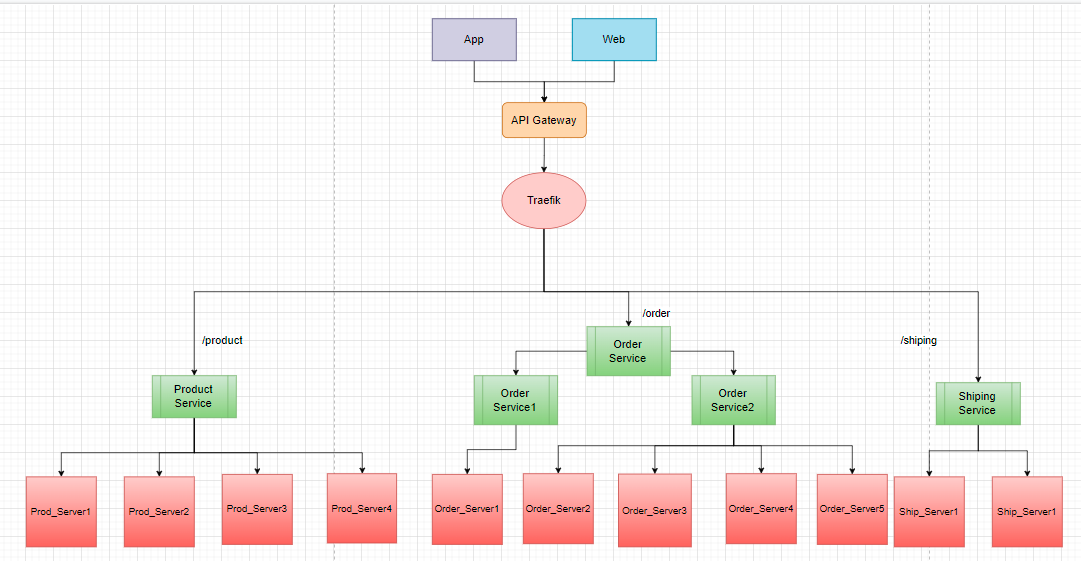 App
Web
API Gateway
Traefik
/order
/product
/shiping
Order
Service
Product
Service
Order
Service1
Order
Service2
Shiping
Service
Prod_Server1
Prod_Server2
Prod_Server3
Prod_Server4
Order_Server1
Order_Server2
Order_Server3
Order_Server4
Order_Server5
Ship_Server1
Ship_Server1